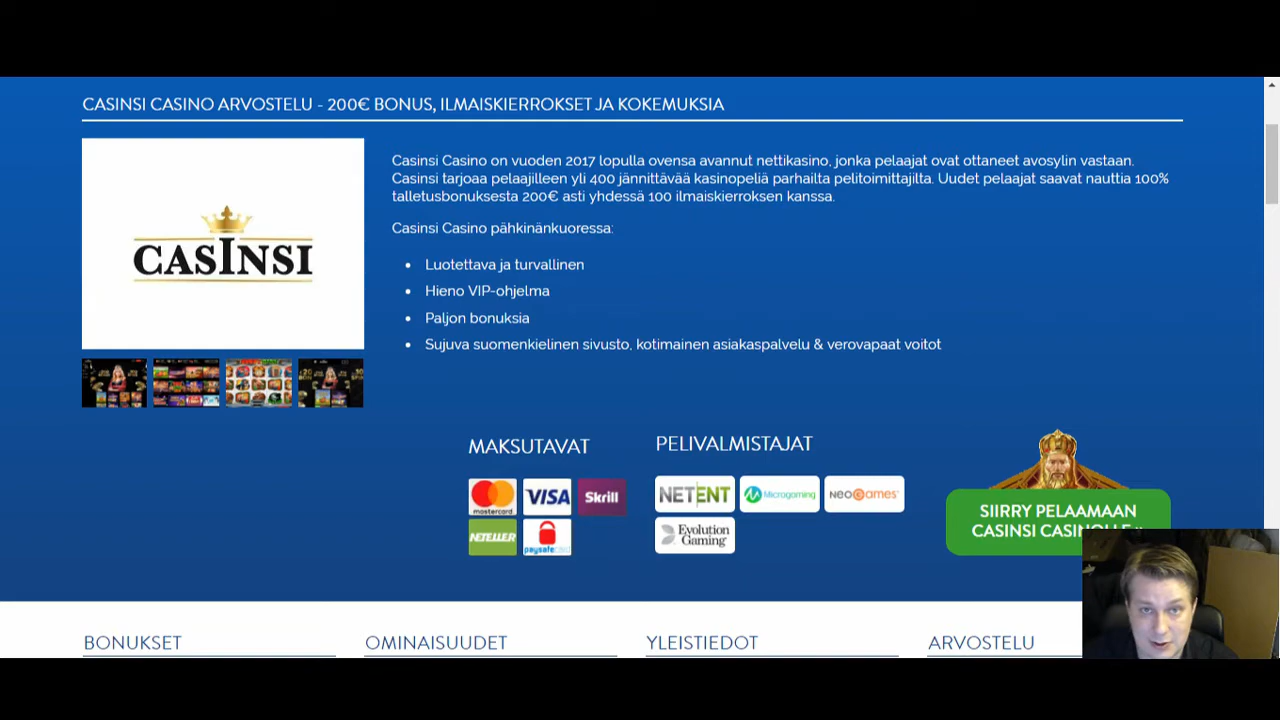 CASINSI CASINO ARVOSTELU - 200€ BONUS, ILMAISKIERROKSET JA KOKEMUKSIA
CASINSI
Casinsi Casino on vuoden 2017 lopulla ovensa avannut nettikasino, jonka pelaajat ovat ottaneet avosylin vastaan.
Casinsi tarjoaa pelaajilleen yli 400 jännittävää kasinopeliä parhailta pelitoimittajilta. Uudet pelaajat saavat nauttia 100%
talletusbonuksesta 200€ asti yhdessä 100 ilmaiskierroksen kanssa.
Casinsi Casino pähkinänkuoressa:
Luotettava ja turvallinen
Hieno VIP-ohjelma
Paljon bonuksia
Sujuva suomenkielinen sivusto, kotimainen asiakaspalvelu & verovapaat voitot
MAKSUTAVAT
mastercard
VISA
Skrill
NETELLER
paysafecard
PELIVALMISTAJAT
NETENT
Microgaming
NEOGAMES
Evolution
Gaming
SIIRRY PELAAMAAN
CASINSI CASINOLLE »
BONUKSET
OMINAISUUDET
YLEISTIEDOT
ARVOSTELU